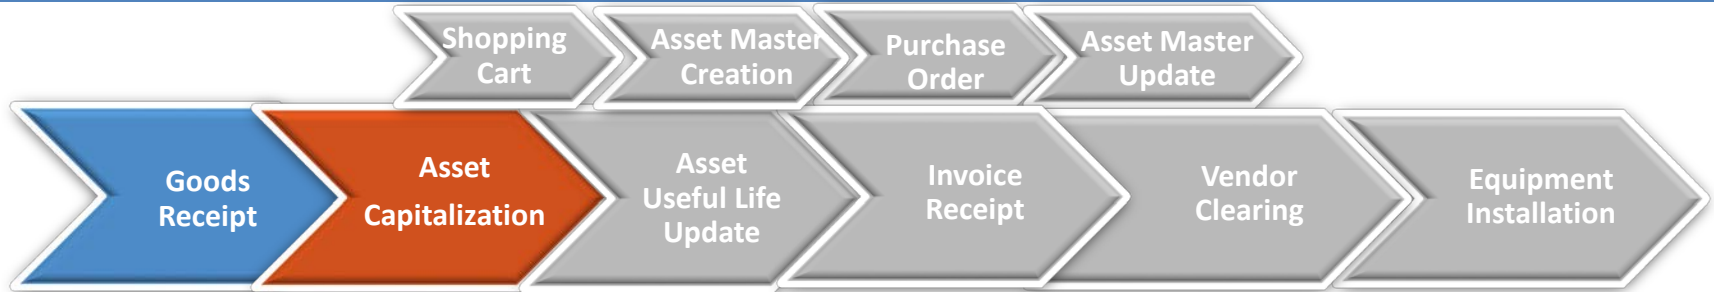 Shopping
Cart
Asset Master
Creation
Purchase
Order
Asset Master
Update
Goods
Receipt
Asset
Capitalization
Asset
Useful Life
Update
Invoice
Receipt
Vendor
Clearing
Equipment
Installation